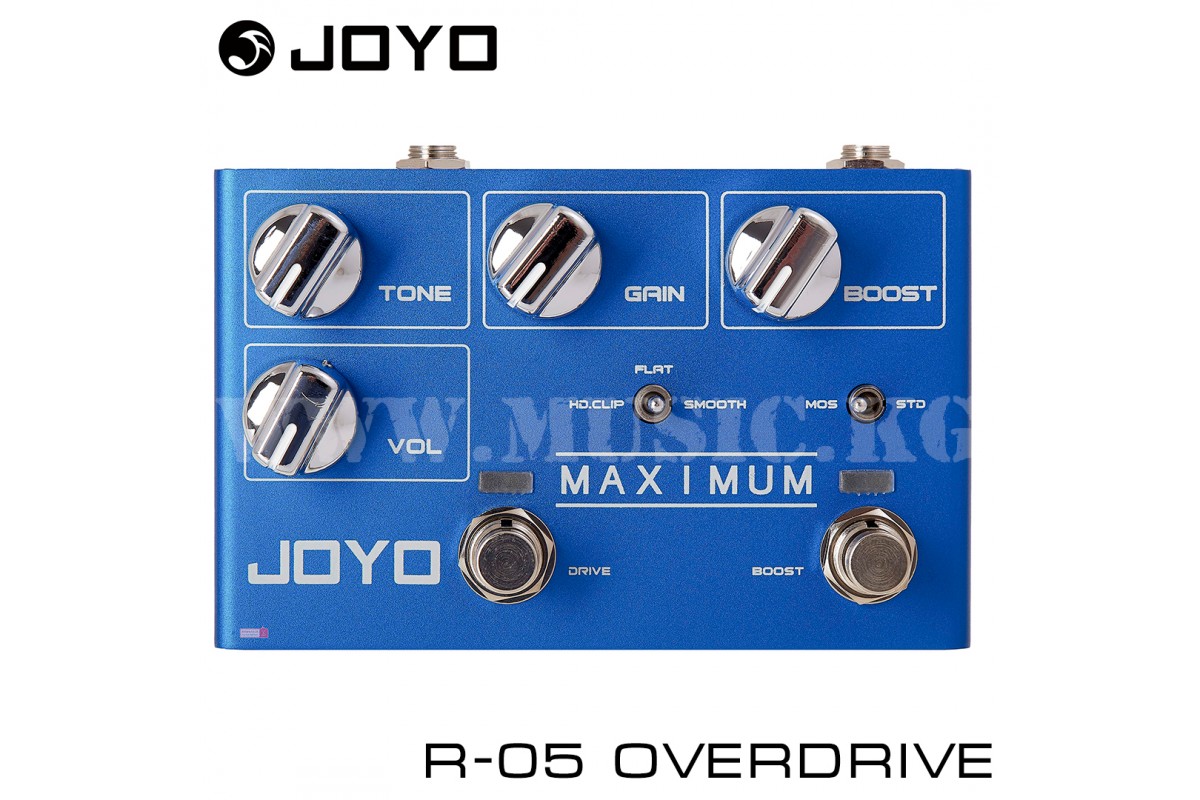 JOYO
TONE
GAIN
BOOST
FLAT
HD.CLIP SMOOTH
MOS STD
VOL
WWW.MUSIC.KG
MAXIMUM
JOYO
DRIVE
BOOST
R-05 OVERDRIVE